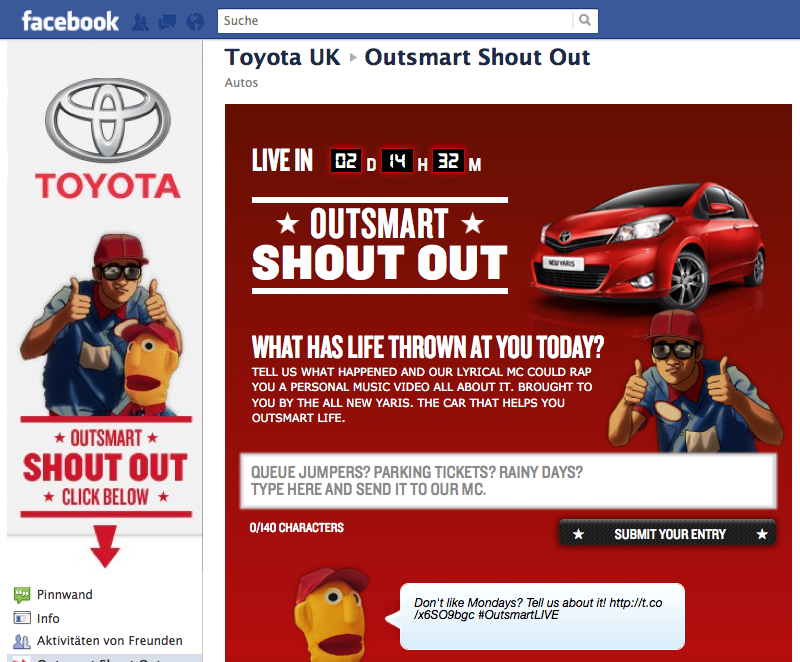 facebook
Suche
TOYOTA
OUTSMART
SHOUT OUT
CLICK BELOW
Pinnwand
Info
Aktivitäten von Freunden
Outsmart Shout Out
Toyota UK ▸ Outsmart Shout Out
Autos
LIVE IN 02 D 14 H 32 M
★ OUTSMART ★
SHOUT OUT
NEW YARIS
WHAT HAS LIFE THROWN AT YOU TODAY?
TELL US WHAT HAPPENED AND OUR LYRICAL MC COULD RAP
YOU A PERSONAL MUSIC VIDEO ALL ABOUT IT. BROUGHT TO
YOU BY THE ALL NEW YARIS. THE CAR THAT HELPS YOU
OUTSMART LIFE.
QUEUE JUMPERS? PARKING TICKETS? RAINY DAYS?
TYPE HERE AND SEND IT TO OUR MC.
0/140 CHARACTERS
★ SUBMIT YOUR ENTRY ★
Don't like Mondays? Tell us about it! http://t.co
/x6SO9bgc #OutsmartLIVE